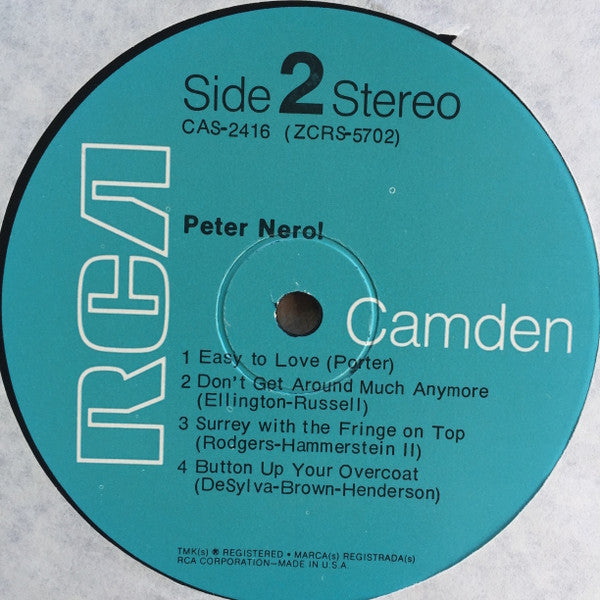 Side 2 Stereo
CAS-2416 (ZCRS-5702)
RCA
Peter Nero!
Camden
1 Easy to Love (Porter)
2 Don't Get Around Much Anymore
(Ellington-Russell)
3 Surrey with the Fringe on Top
(Rodgers-Hammerstein II)
4 Button Up Your Overcoat
(DeSylva-Brown-Henderson)
TMK(s) ® REGISTERED • MARCA(s) REGISTRADA(s)
RCA CORPORATION—MADE IN U.S.A.